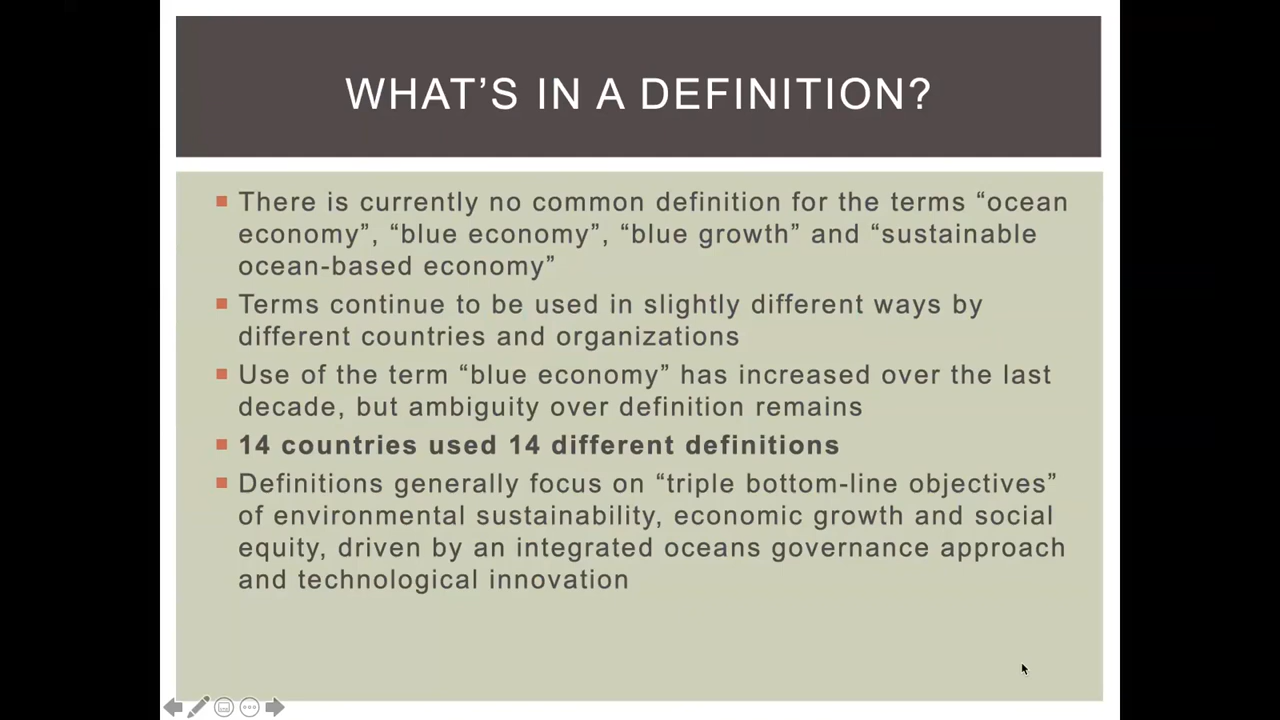 WHAT’S IN A DEFINITION?
There is currently no common definition for the terms “ocean
economy”, “blue economy”, “blue growth” and “sustainable
ocean-based economy”
Terms continue to be used in slightly different ways by
different countries and organizations
Use of the term “blue economy” has increased over the last
decade, but ambiguity over definition remains
14 countries used 14 different definitions
Definitions generally focus on “triple bottom-line objectives”
of environmental sustainability, economic growth and social
equity, driven by an integrated oceans governance approach
and technological innovation